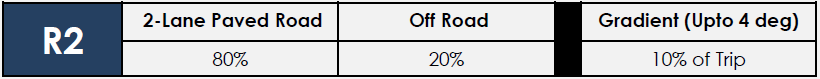 R2
2-Lane Paved Road Off Road Gradient (Upto 4 deg)
80% 20% 10% of Trip